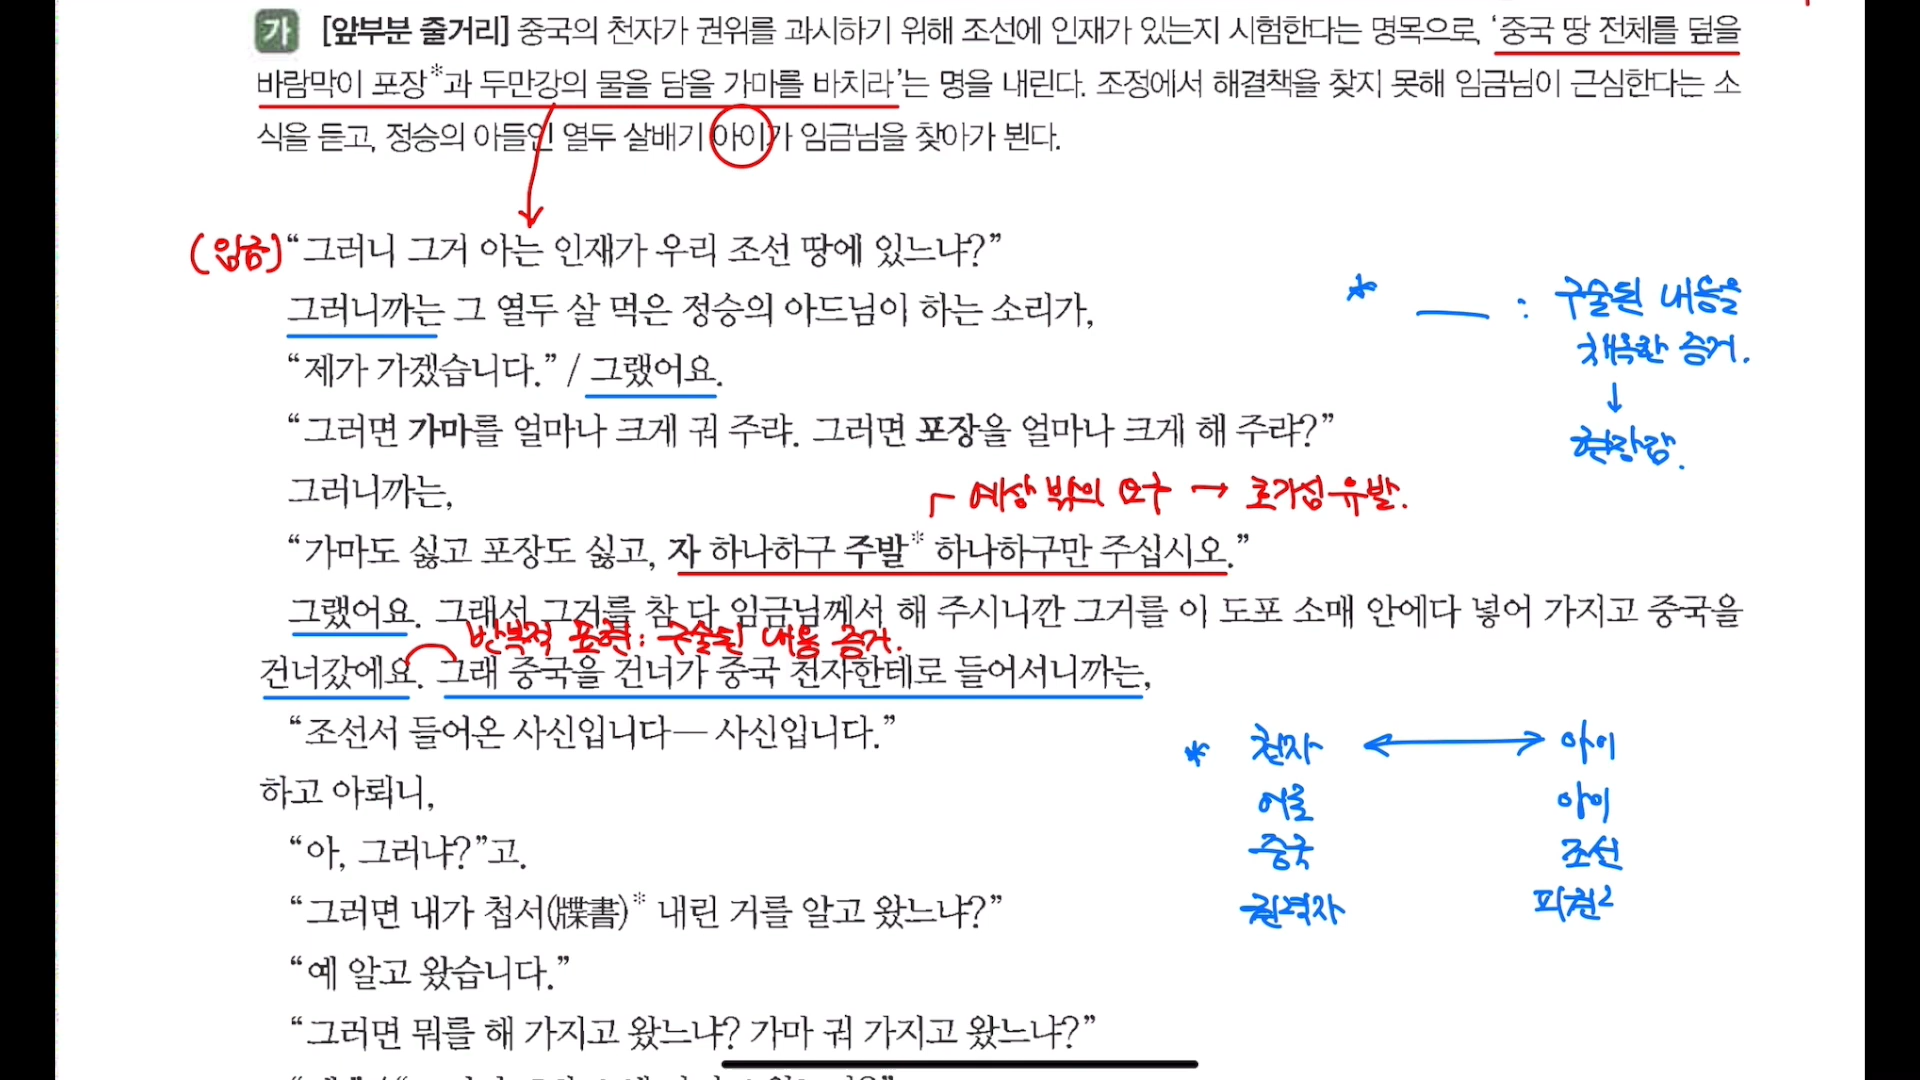 가 [앞부분 줄거리] 중국의 천자가 권위를 과시하기 위해 조선에 인재가 있는지 시험한다는 명목으로, ‘중국 땅 전체를 덮을
바람막이 포장*과 두만강의 물을 담을 가마를 바치라’는 명을 내린다. 조정에서 해결책을 찾지 못해 임금님이 근심한다는 소
식을 듣고, 정승의 아들인 열두 살배기 아이가 임금님을 찾아가 뵌다.
(임금) “그러니 그거 아는 인재가 우리 조선 땅에 있느냐?”
그러니까는 그 열두 살 먹은 정승의 아드님이 하는 소리가,
* ___ : 구술된 내용을
채록한 증거.
↓
현장감.
“제가 가겠습니다.” / 그랬어요.
“그러면 가마를 얼마나 크게 궈 주랴. 그러면 포장을 얼마나 크게 해 주랴?”
그러니까는,
예상 밖의 요구 → 호기심 유발.
“가마도 싫고 포장도 싫고, 자 하나하구 주발* 하나하구만 주십시오.”
그랬어요. 그래서 그거를 참 다 임금님께서 해 주시니깐 그거를 이 도포 소매 안에다 넣어 가지고 중국을
반복적 표현: 구술된 내용 증거.
건너갔에요. 그래 중국을 건너가 중국 천자한테로 들어서니까는,
“조선서 들어온 사신입니다— 사신입니다.”
* 천자 ↔ 아이
어른 아이
중국 조선
권력자 피권2
하고 아뢰니,
“아, 그러냐?”고.
“그러면 내가 첩서(牒書)* 내린 거를 알고 왔느냐?”
“예 알고 왔습니다.”
“그러면 뭐를 해 가지고 왔느냐? 가마 궈 가지고 왔느냐?”